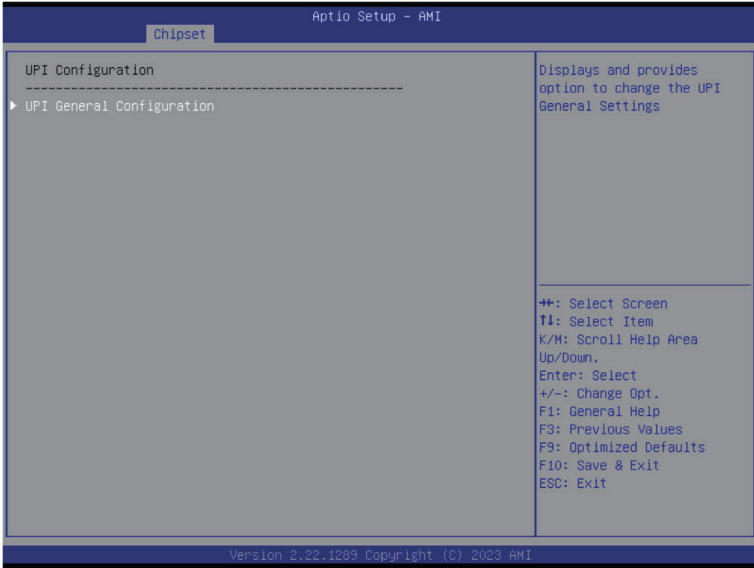 Aptio Setup – AMI
Chipset
UPI Configuration
--------------------------------------------------
▶ UPI General Configuration
Displays and provides
option to change the UPI
General Settings
→←: Select Screen
↑↓: Select Item
K/M: Scroll Help Area
Up/Down.
Enter: Select
+/-: Change Opt.
F1: General Help
F3: Previous Values
F9: Optimized Defaults
F10: Save & Exit
ESC: Exit
Version 2.22.1289 Copyright (C) 2023 AMI